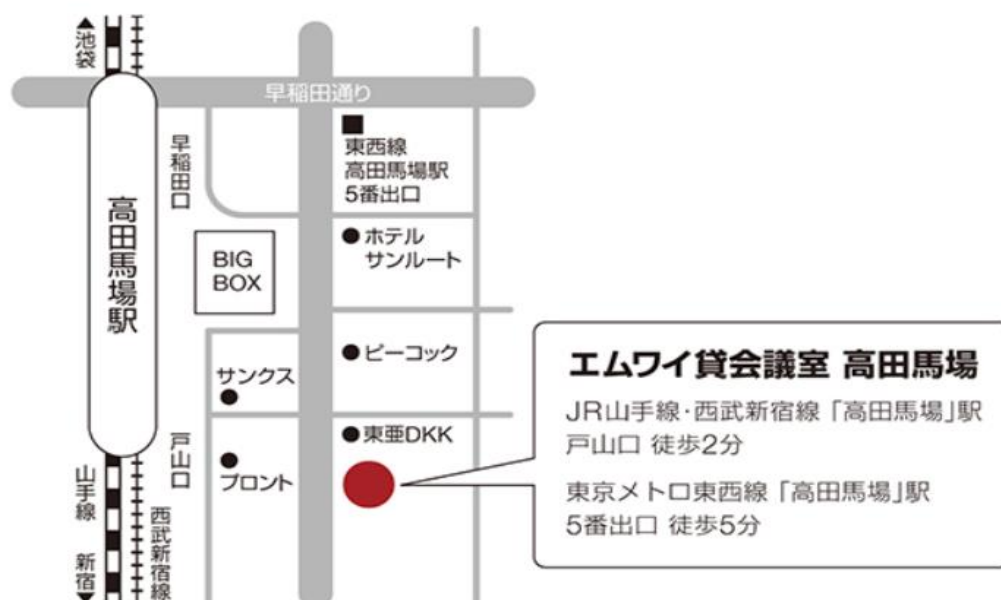 ▲池袋
早稲田通り
早稲田口
東西線
高田馬場駅
5番出口
高田馬場駅
BIG
BOX
ホテル
サンルート
サンクス
ピーコック
戸山口
プロント
東亜DKK
エムワイ貸会議室 高田馬場
JR山手線・西武新宿線「高田馬場」駅
戸山口 徒歩2分
東京メトロ東西線「高田馬場」駅
5番出口 徒歩5分
山手線
西武新宿線
新宿▼